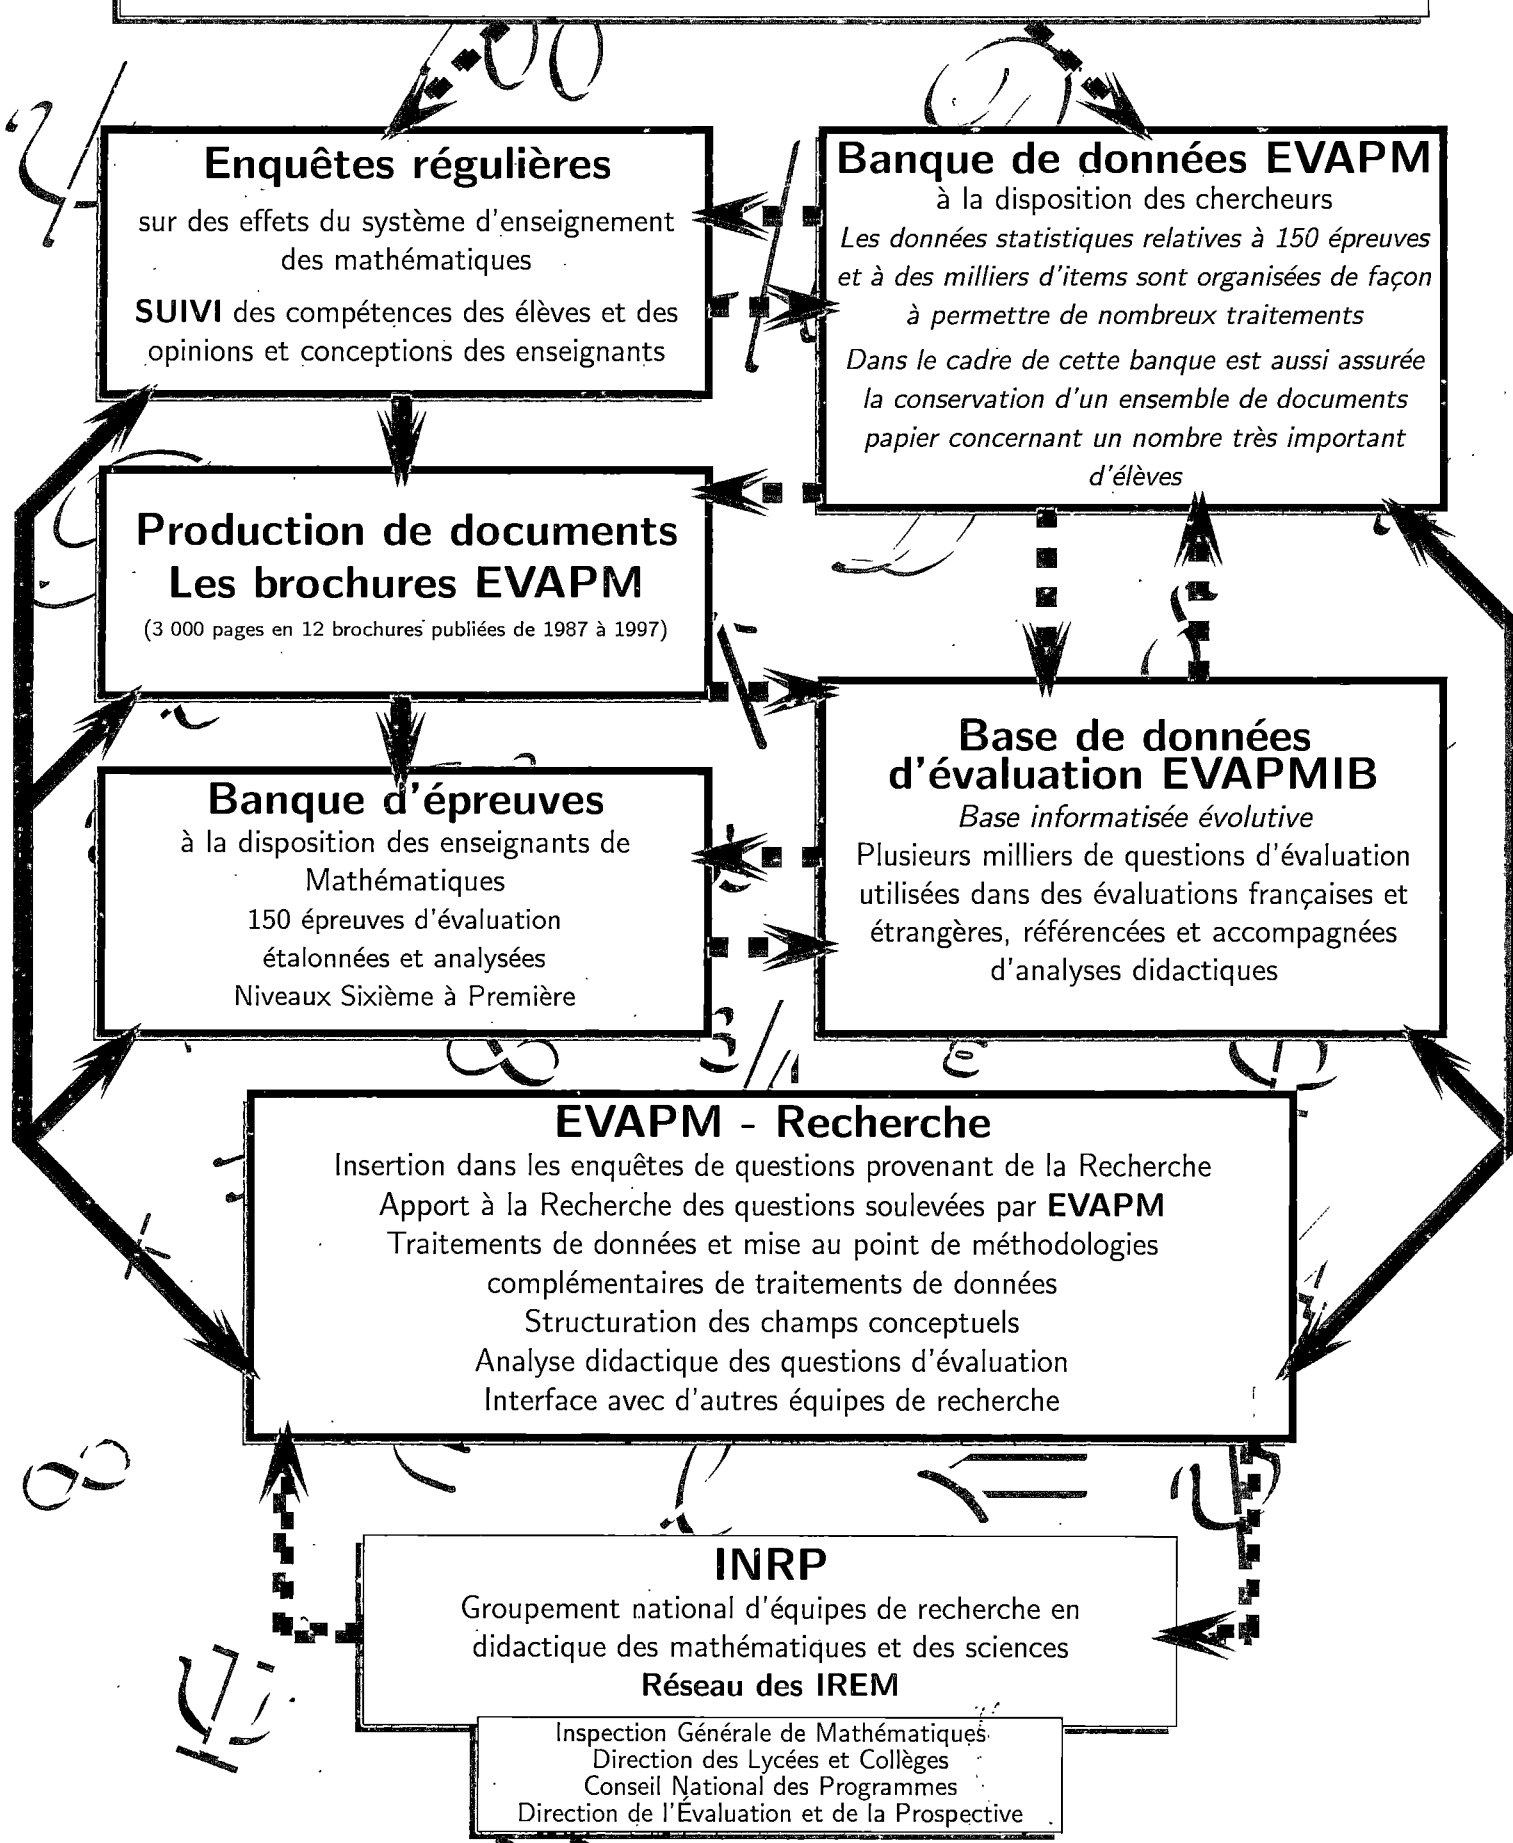 Enquêtes régulières
sur des effets du système d'enseignement
des mathématiques
SUIVI des compétences des élèves et des
opinions et conceptions des enseignants
Banque de données EVAPM
à la disposition des chercheurs
Les données statistiques relatives à 150 épreuves
et à des milliers d'items sont organisées de façon
à permettre de nombreux traitements
Dans le cadre de cette banque est aussi assurée
la conservation d'un ensemble de documents
papier concernant un nombre très important
d'élèves
Production de documents
Les brochures EVAPM
(3 000 pages en 12 brochures publiées de 1987 à 1997)
Base de données
d'évaluation EVAPMIB
Base informatisée évolutive
Plusieurs milliers de questions d'évaluation
utilisées dans des évaluations françaises et
étrangères, référencées et accompagnées
d'analyses didactiques
Banque d'épreuves
à la disposition des enseignants de
Mathématiques
150 épreuves d'évaluation
étalonnées et analysées
Niveaux Sixième à Première
EVAPM - Recherche
Insertion dans les enquêtes de questions provenant de la Recherche
Apport à la Recherche des questions soulevées par EVAPM
Traitements de données et mise au point de méthodologies
complémentaires de traitements de données
Structuration des champs conceptuels
Analyse didactique des questions d'évaluation
Interface avec d'autres équipes de recherche
INRP
Groupement national d'équipes de recherche en
didactique des mathématiques et des sciences
Réseau des IREM
Inspection Générale de Mathématiques
Direction des Lycées et Collèges
Conseil National des Programmes
Direction de l'Évaluation et de la Prospective